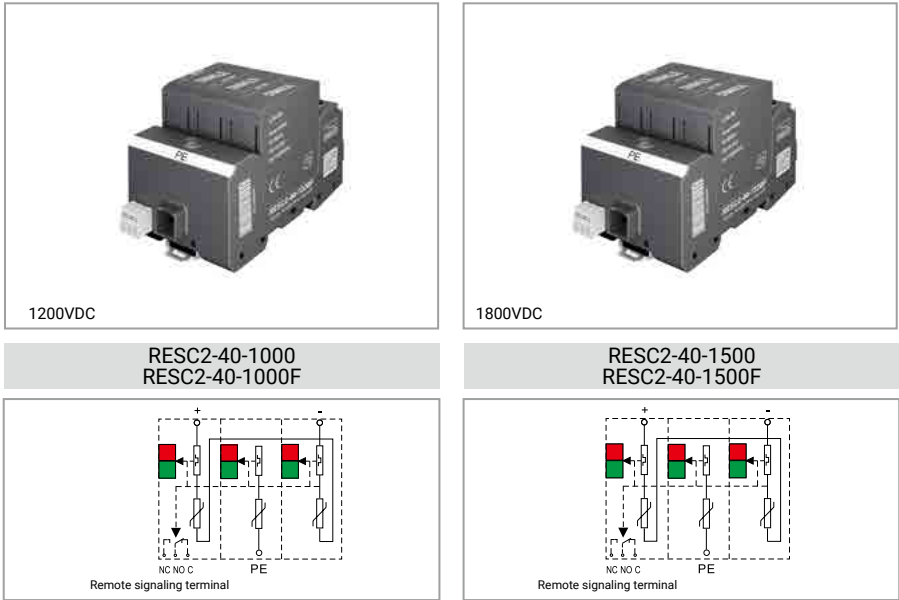 PE
1200VDC
PE
1800VDC
RESC2-40-1000
RESC2-40-1000F
RESC2-40-1500
RESC2-40-1500F
+ -
NC NO C PE
Remote signaling terminal
+ -
NC NO C PE
Remote signaling terminal